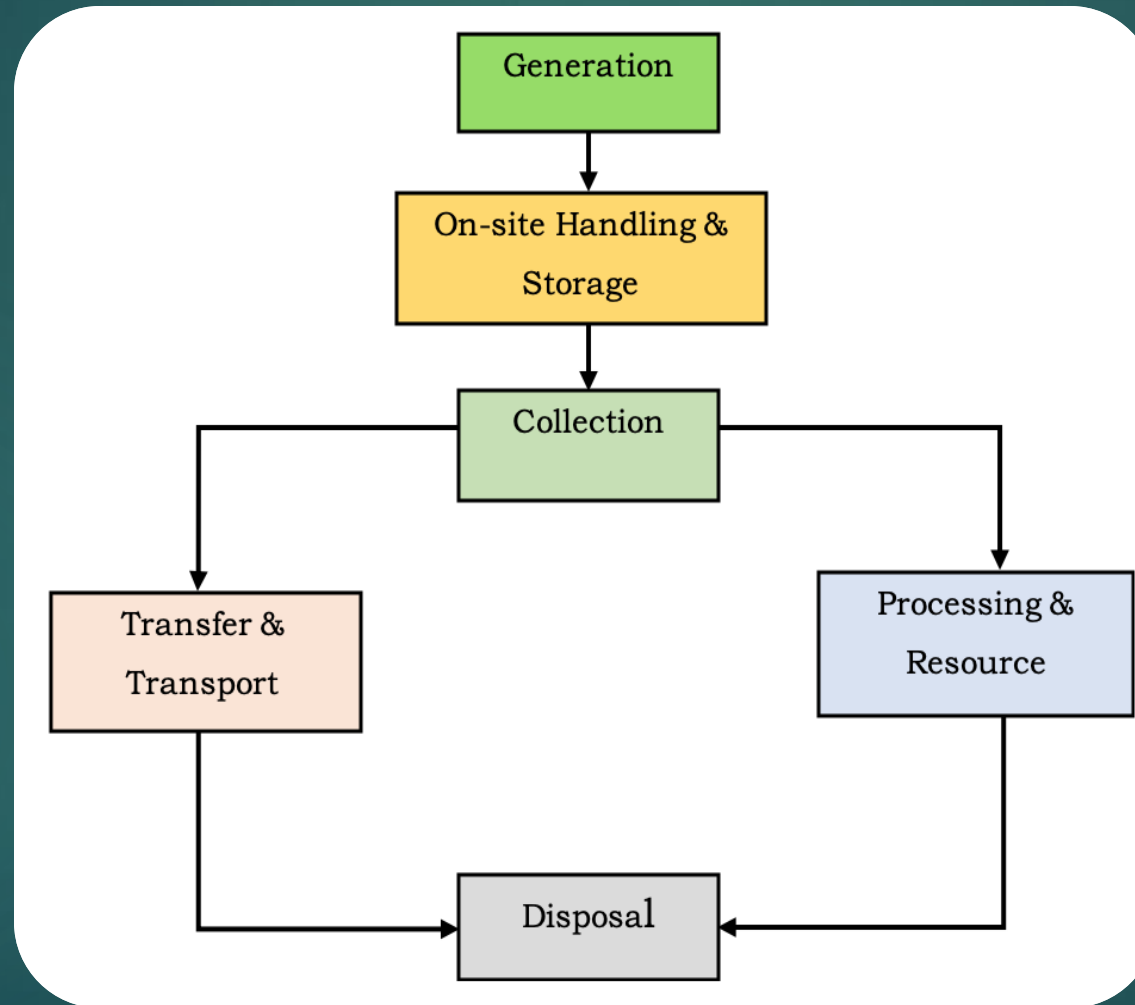 Generation
On-site Handling &
Storage
Collection
Transfer &
Transport
Processing &
Resource
Disposal